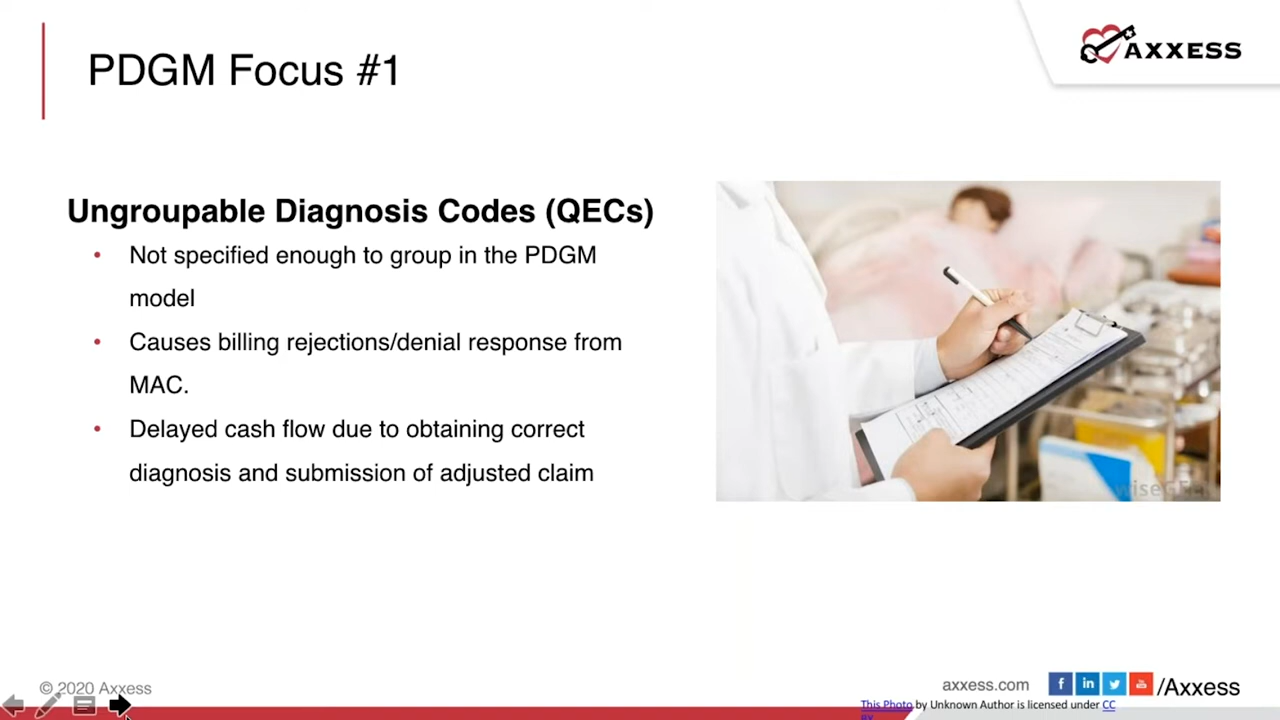 PDGM Focus #1
AXXESS
Ungroupable Diagnosis Codes (QECs)
• Not specified enough to group in the PDGM
model
• Causes billing rejections/denial response from
MAC.
• Delayed cash flow due to obtaining correct
diagnosis and submission of adjusted claim
wiseGEEK
© 2020 Axxess
axxess.com
/Axxess
This Photo by Unknown Author is licensed under CC
BY